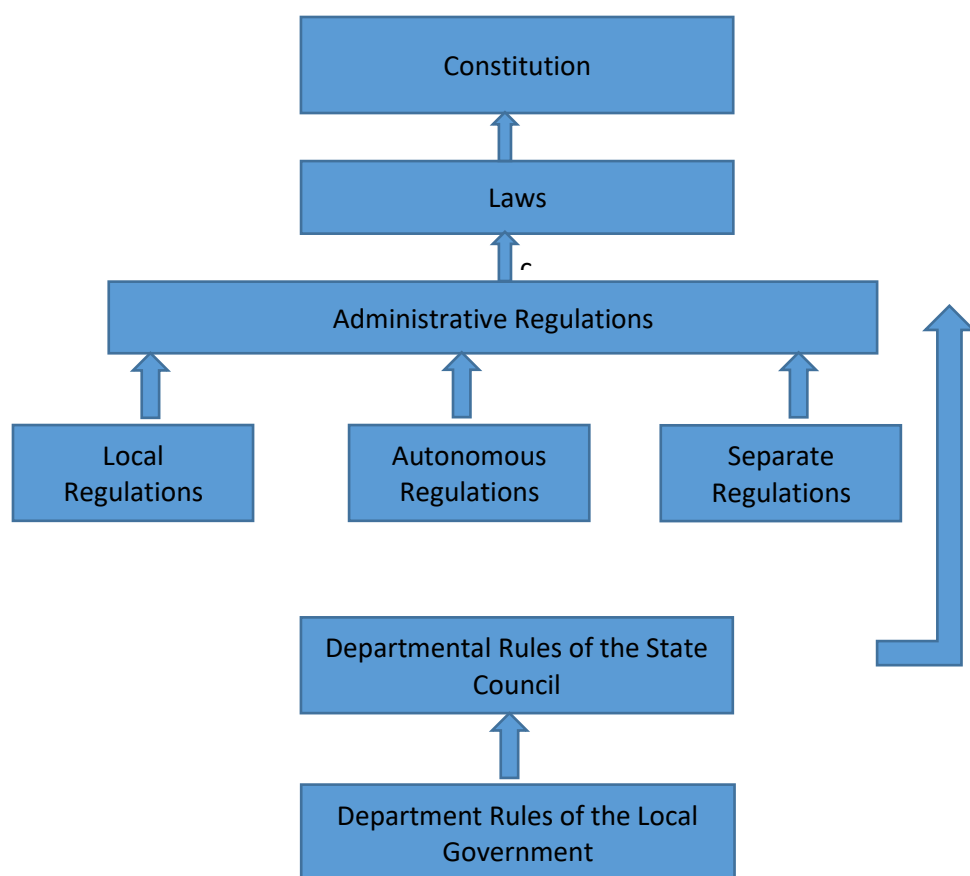 Constitution
Laws
Administrative Regulations
Local
Regulations
Autonomous
Regulations
Separate
Regulations
Departmental Rules of the State
Council
Department Rules of the Local
Government